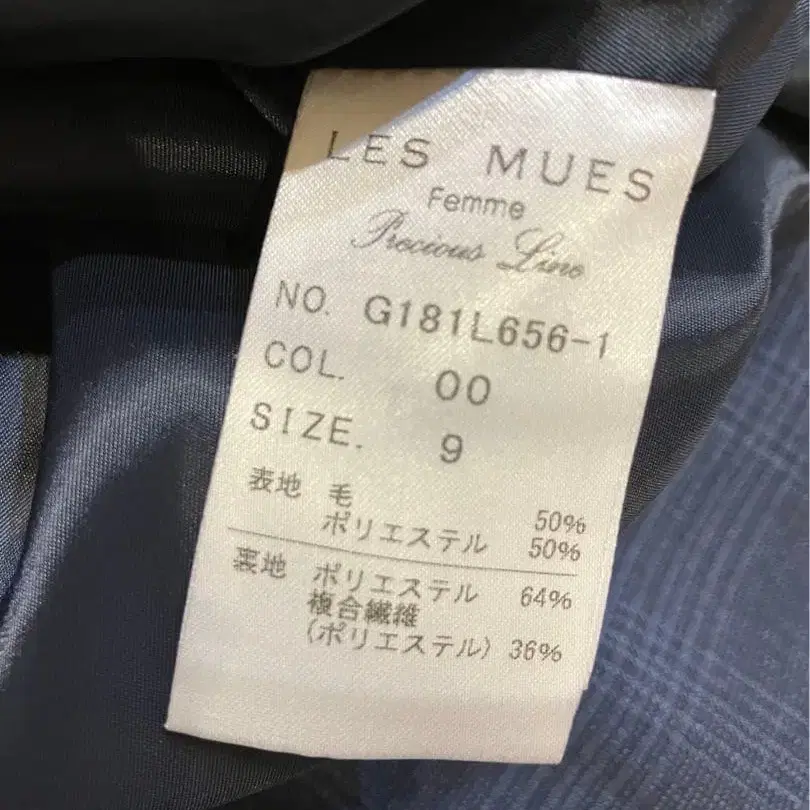 LES MUES
Femme
Precious Line
NO. G181L656-1
COL. 00
SIZE. 9
表地 毛 50%
ポリエステル 50%
裏地 ポリエステル 64%
複合繊維
(ポリエステル) 36%